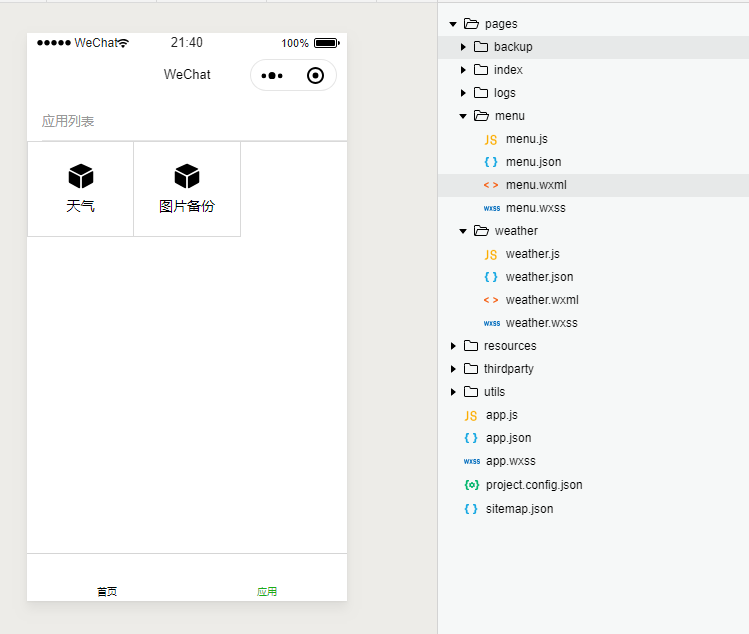 WeChat
21:40
100%
WeChat
应用列表
天气
图片备份
首页
应用
pages
backup
index
logs
menu
JS menu.js
{ } menu.json
< > menu.wxml
wxss menu.wxss
weather
JS weather.js
{ } weather.json
< > weather.wxml
wxss weather.wxss
resources
thirdparty
utils
JS app.js
{ } app.json
wxss app.wxss
{o} project.config.json
{ } sitemap.json